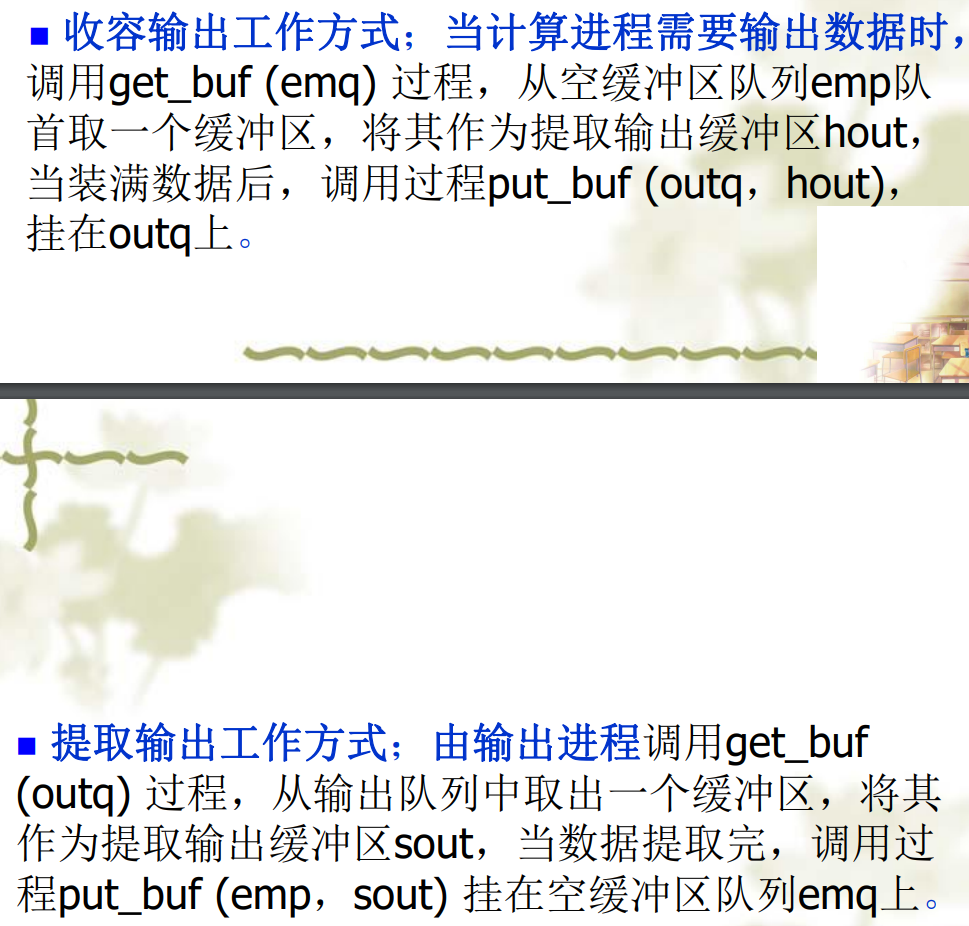 ■ 收容输出工作方式；当计算进程需要输出数据时，
调用get_buf (emq) 过程，从空缓冲区队列emp队
首取一个缓冲区，将其作为提取输出缓冲区hout，
当装满数据后，调用过程put_buf (outq，hout)，
挂在outq上。
■ 提取输出工作方式；由输出进程调用get_buf
(outq) 过程，从输出队列中取出一个缓冲区，将其
作为提取输出缓冲区sout，当数据提取完，调用过
程put_buf (emp，sout) 挂在空缓冲区队列emq上。